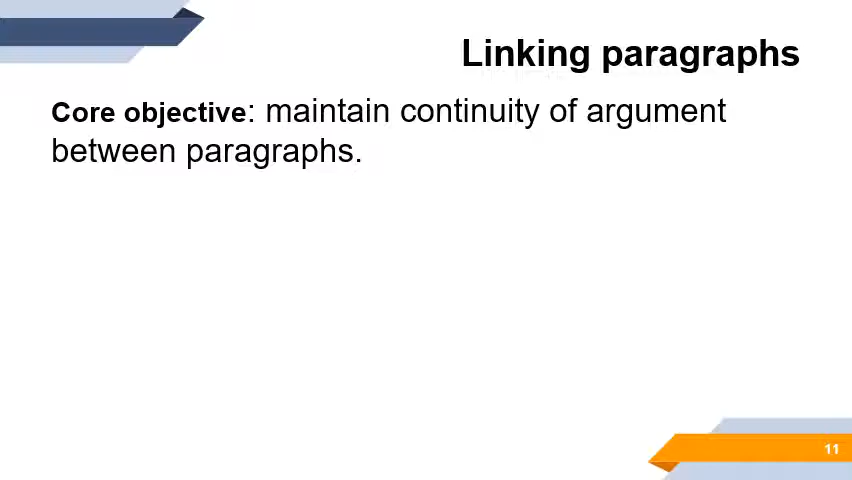 Linking paragraphs
Core objective: maintain continuity of argument
between paragraphs.
11